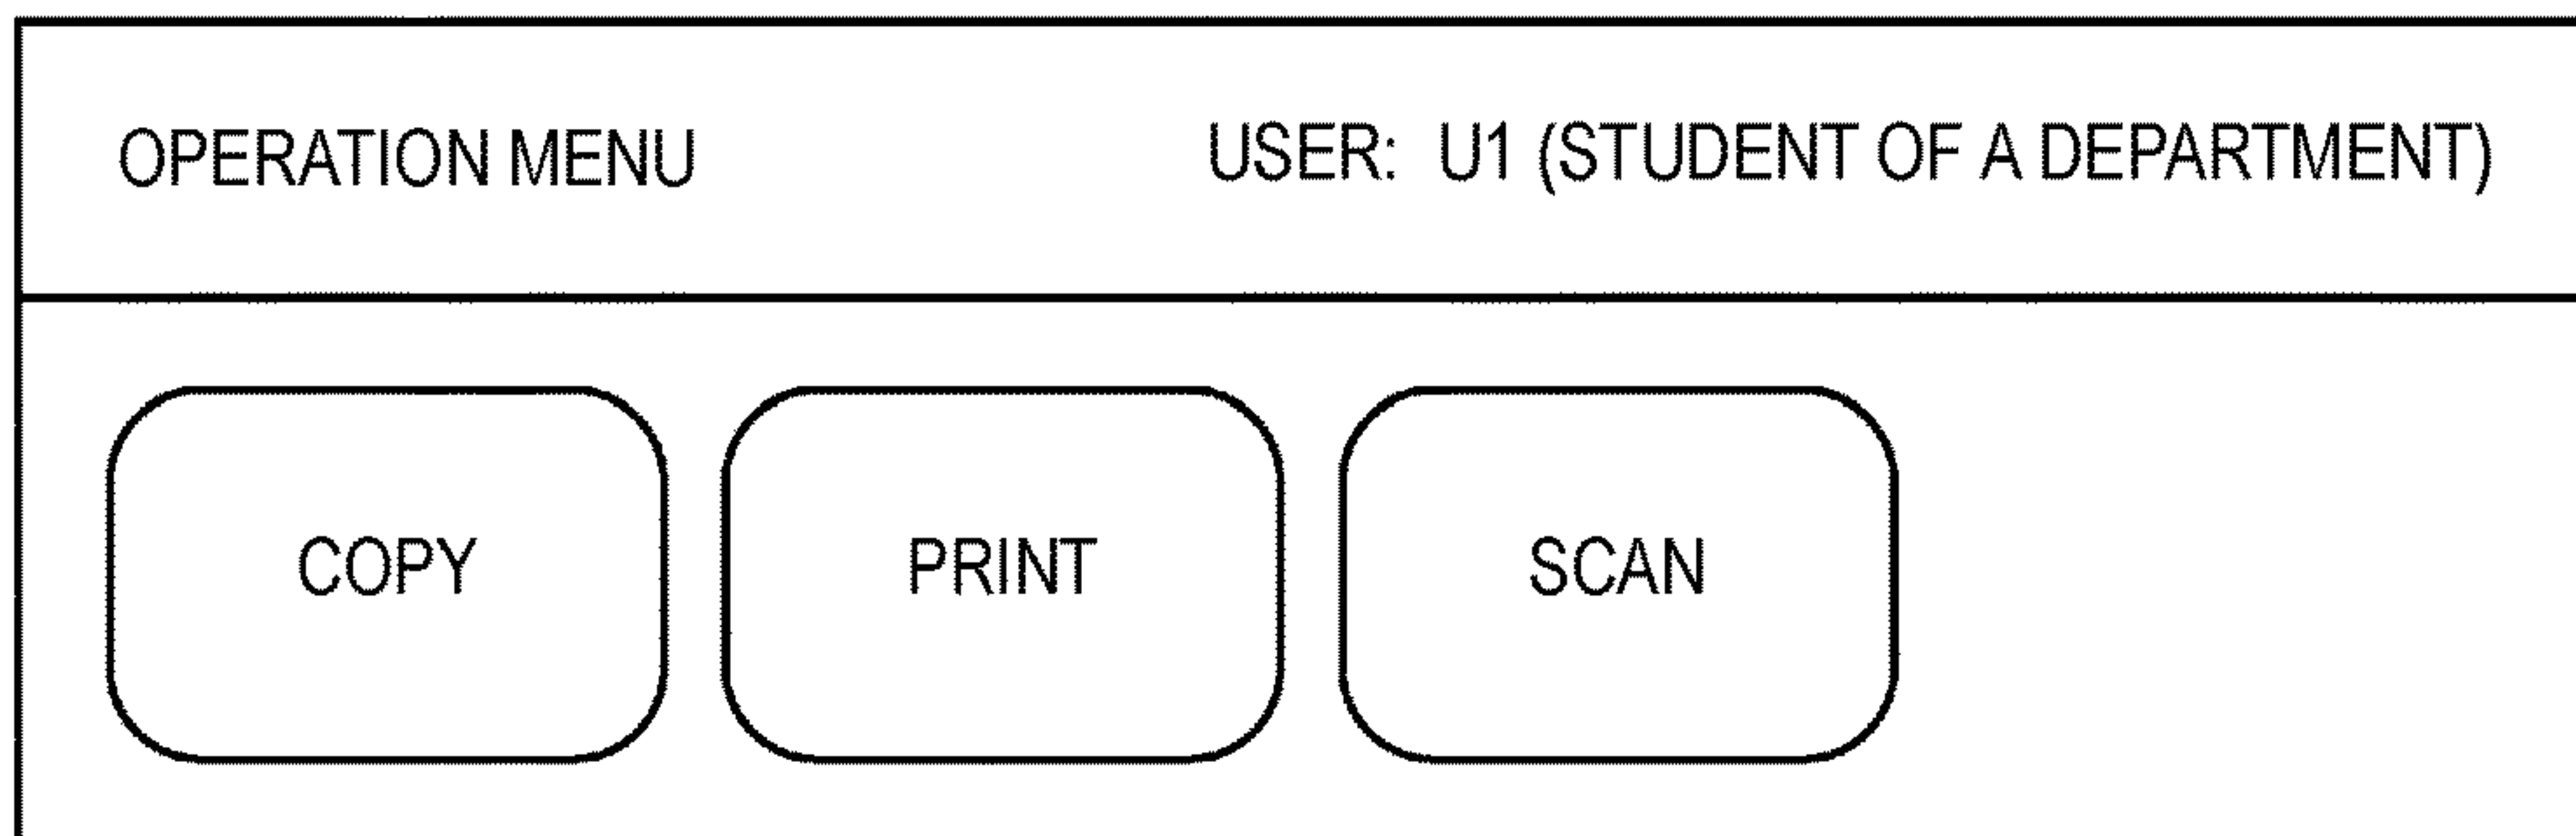 OPERATION MENU
USER: U1 (STUDENT OF A DEPARTMENT)
COPY
PRINT
SCAN